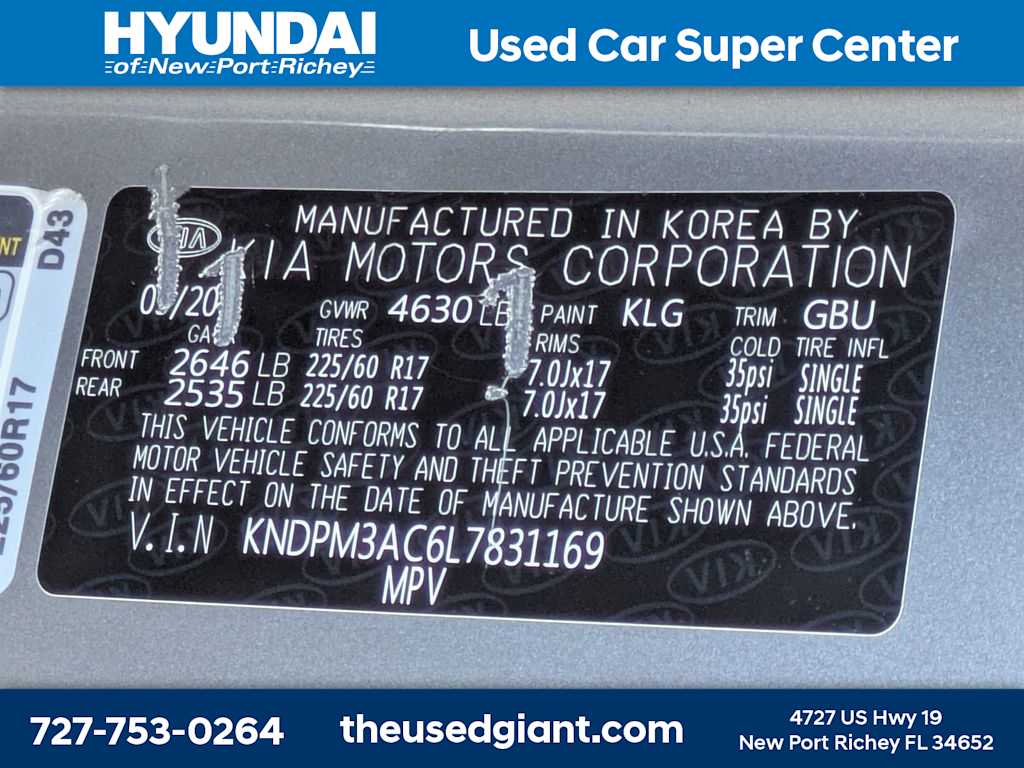 HYUNDAI
of New Port Richey
Used Car Super Center
D43
225/60R17
MANUFACTURED IN KOREA BY
KIA
KIA MOTORS CORPORATION
GVWR 4630 LB PAINT KLG TRIM GBU
TIRES RIMS COLD TIRE INFL
FRONT 2646 LB 225/60 R17 7.0Jx17 35psi SINGLE
REAR 2535 LB 225/60 R17 7.0Jx17 35psi SINGLE
THIS VEHICLE CONFORMS TO ALL APPLICABLE U.S.A. FEDERAL
MOTOR VEHICLE SAFETY AND THEFT PREVENTION STANDARDS
IN EFFECT ON THE DATE OF MANUFACTURE SHOWN ABOVE.
V.I.N KNDPM3AC6L7831169
MPV
727-753-0264
theusedgiant.com
4727 US Hwy 19
New Port Richey FL 34652